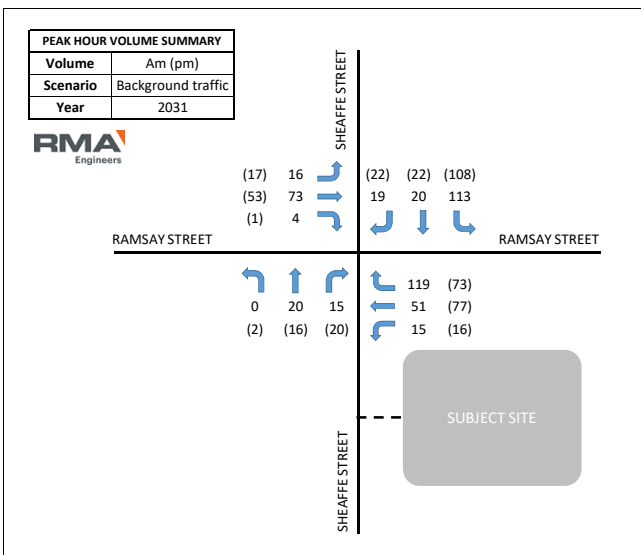 PEAK HOUR VOLUME SUMMARY
Volume Am (pm)
Scenario Background traffic
Year 2031
RMA
Engineers
SHEAFFE STREET
(17) 16
(53) 73
(1) 4
(22) (22) (108)
19 20 113
RAMSAY STREET
RAMSAY STREET
0 20 15
(2) (16) (20)
119 (73)
51 (77)
15 (16)
SUBJECT SITE
SHEAFFE STREET